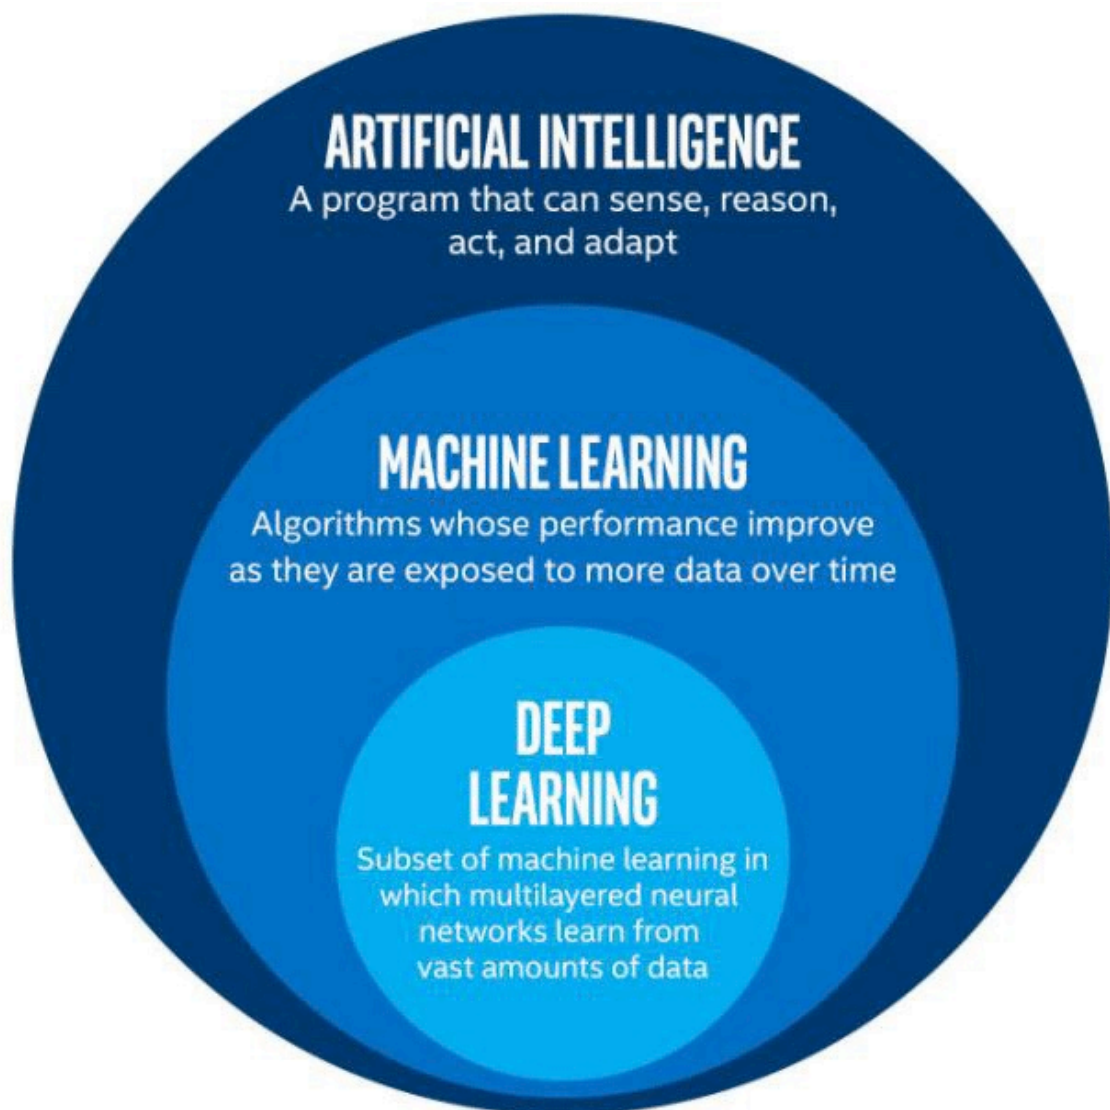 ARTIFICIAL INTELLIGENCE
A program that can sense, reason,
act, and adapt
MACHINE LEARNING
Algorithms whose performance improve
as they are exposed to more data over time
DEEP
LEARNING
Subset of machine learning in
which multilayered neural
networks learn from
vast amounts of data